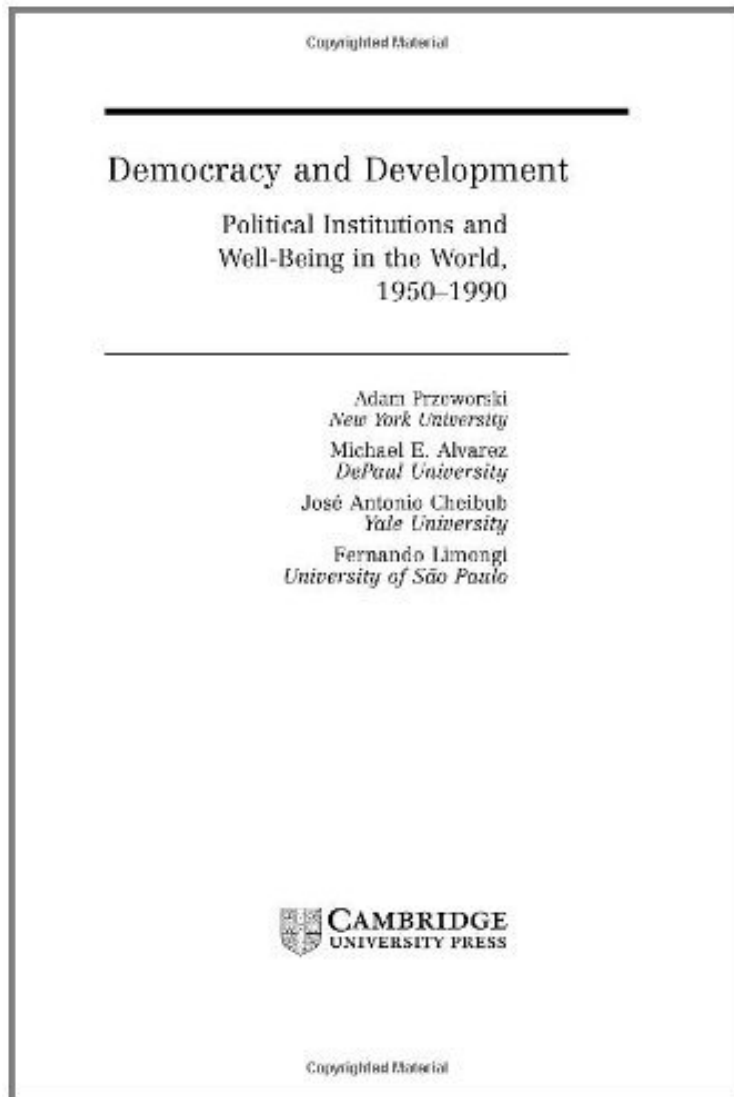 Copyrighted Material
Democracy and Development
Political Institutions and
Well-Being in the World,
1950–1990
Adam Przeworski
New York University
Michael E. Alvarez
DePaul University
José Antonio Cheibub
Yale University
Fernando Limongi
University of São Paulo
CAMBRIDGE
UNIVERSITY PRESS
Copyrighted Material